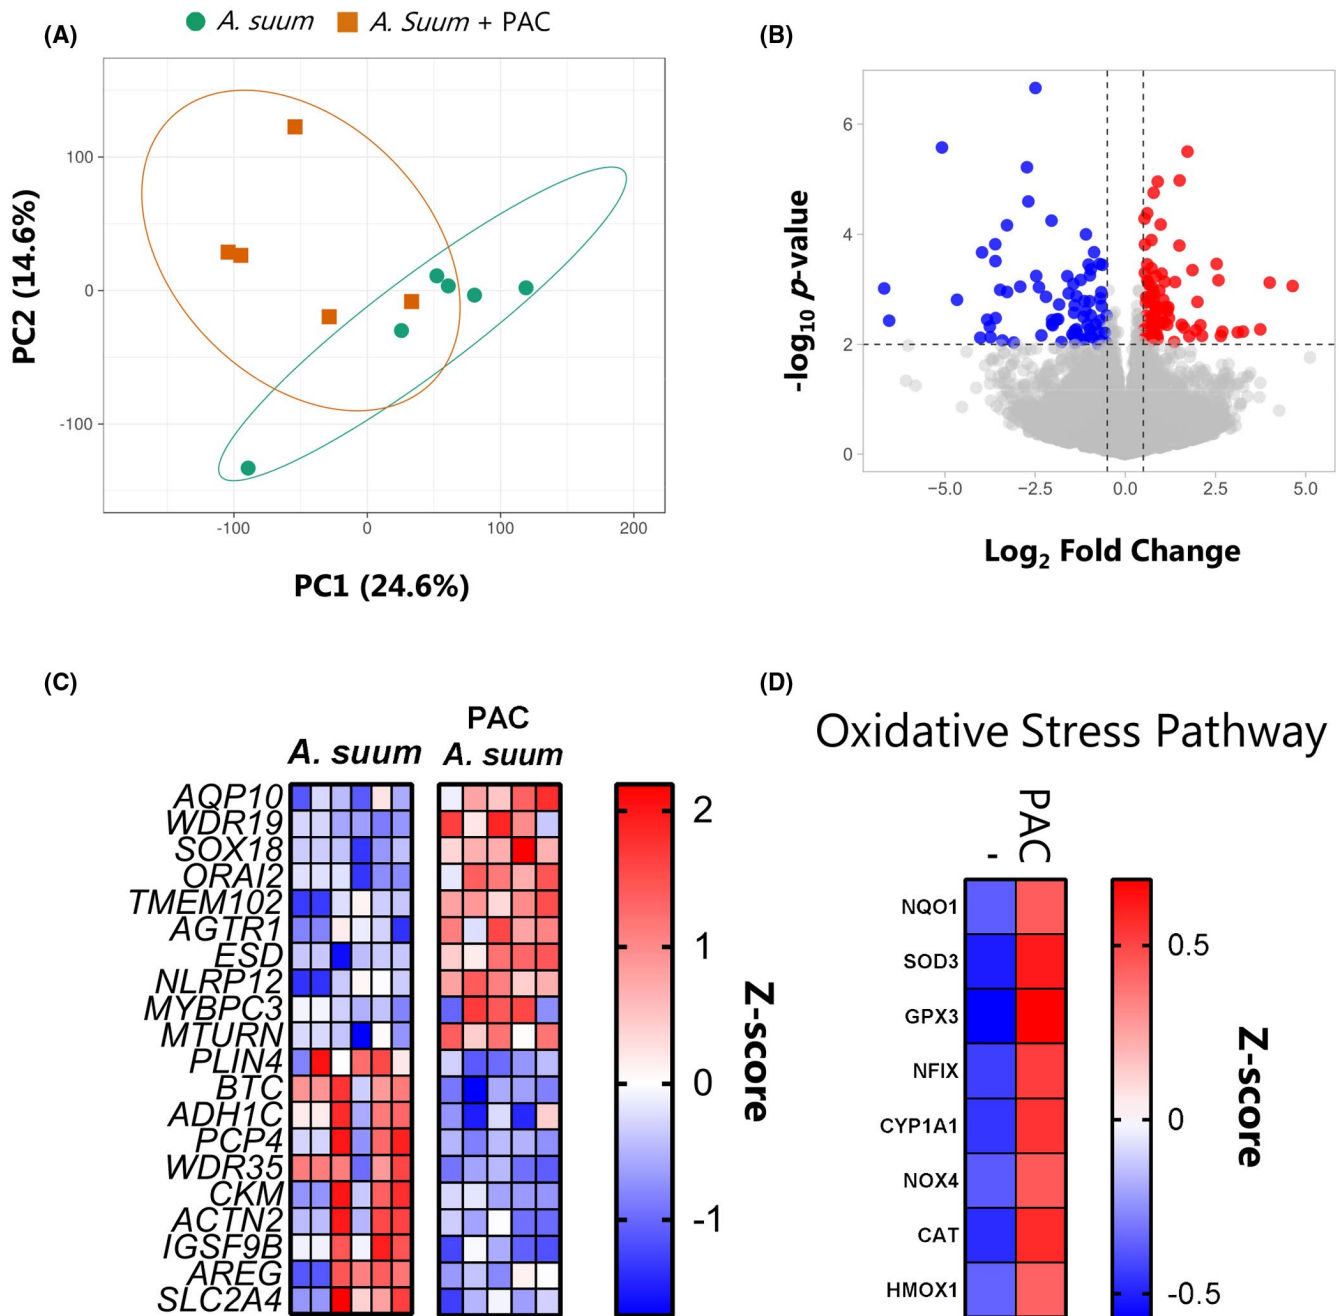 (A)
A. suum A. Suum + PAC
100
0
-100
-100 0 100 200
PC2 (14.6%)
PC1 (24.6%)
(B)
6
4
2
0
−5.0 −2.5 0.0 2.5 5.0
-log10 p-value
Log2 Fold Change
(C)
A. suum
PAC
A. suum
AQP10
WDR19
SOX18
ORAI2
TMEM102
AGTR1
ESD
NLRP12
MYBPC3
MTURN
PLIN4
BTC
ADH1C
PCP4
WDR35
CKM
ACTN2
IGSF9B
AREG
SLC2A4
2
1
0
-1
Z-score
(D)
Oxidative Stress Pathway
- PAC
NQO1
SOD3
GPX3
NFIX
CYP1A1
NOX4
CAT
HMOX1
0.5
0
-0.5
Z-score